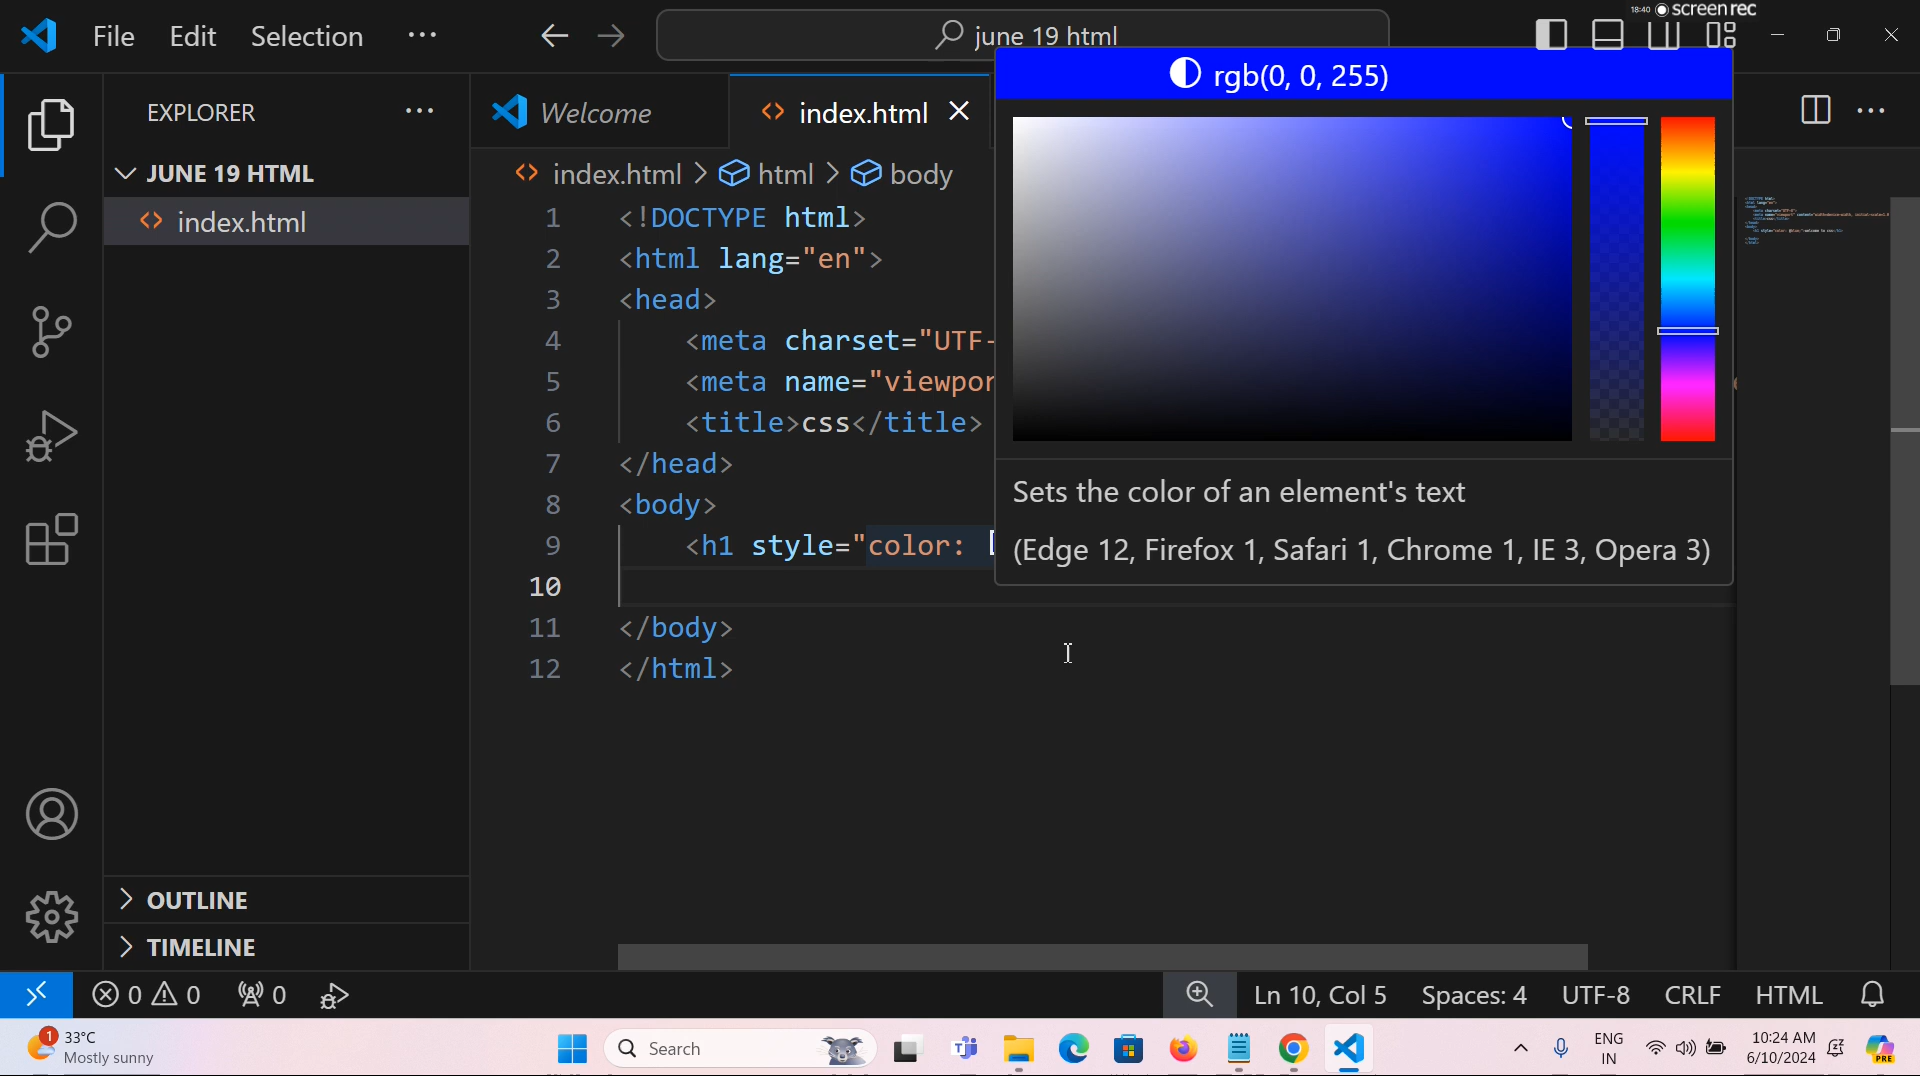 18:40 screenrec
File Edit Selection ... june 19 html
rgb(0, 0, 255)
EXPLORER ... Welcome index.html
JUNE 19 HTML
index.html > html > body
index.html
1 <!DOCTYPE html>
2 <html lang="en">
3 <head>
4 <meta charset="UTF-
5 <meta name="viewpor
6 <title>css</title>
7 </head>
8 <body>
9 <h1 style="color:
10
11 </body>
12 </html>
Sets the color of an element's text
(Edge 12, Firefox 1, Safari 1, Chrome 1, IE 3, Opera 3)
OUTLINE
TIMELINE
0 0 0 Ln 10, Col 5 Spaces: 4 UTF-8 CRLF HTML
1 33°C
Mostly sunny
Search
ENG
IN
10:24 AM
6/10/2024
PRE